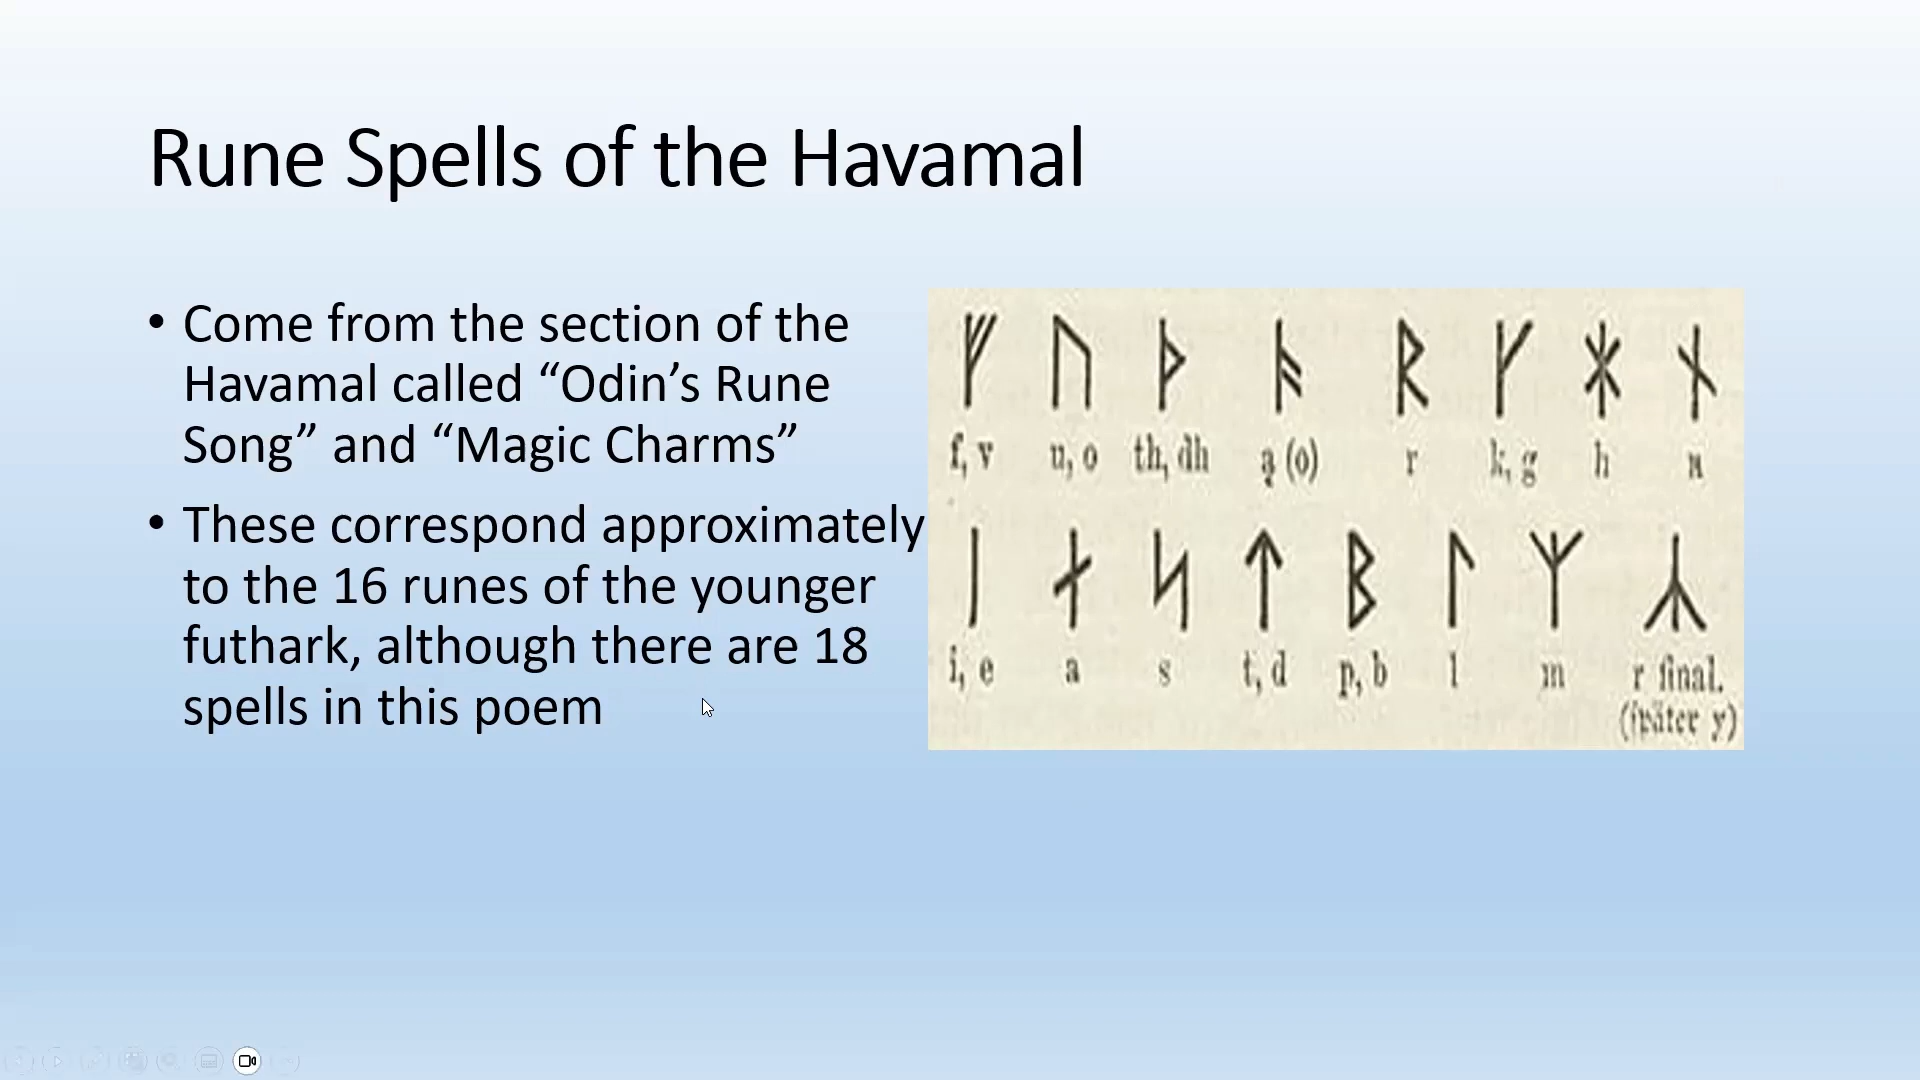 Rune Spells of the Havamal
• Come from the section of the
Havamal called “Odin’s Rune
Song” and “Magic Charms”
• These correspond approximately
to the 16 runes of the younger
futhark, although there are 18
spells in this poem
ᚠ ᚢ ᚦ ᚬ ᚱ ᚴ ᚼ ᚾ
f, v u, o th, dh ą (o) r k, g h n
ᛁ ᛅ ᛋ ᛏ ᛒ ᛚ ᛘ ᛦ
i, e a s t, d p, b l m r final.
(ſpäter y)